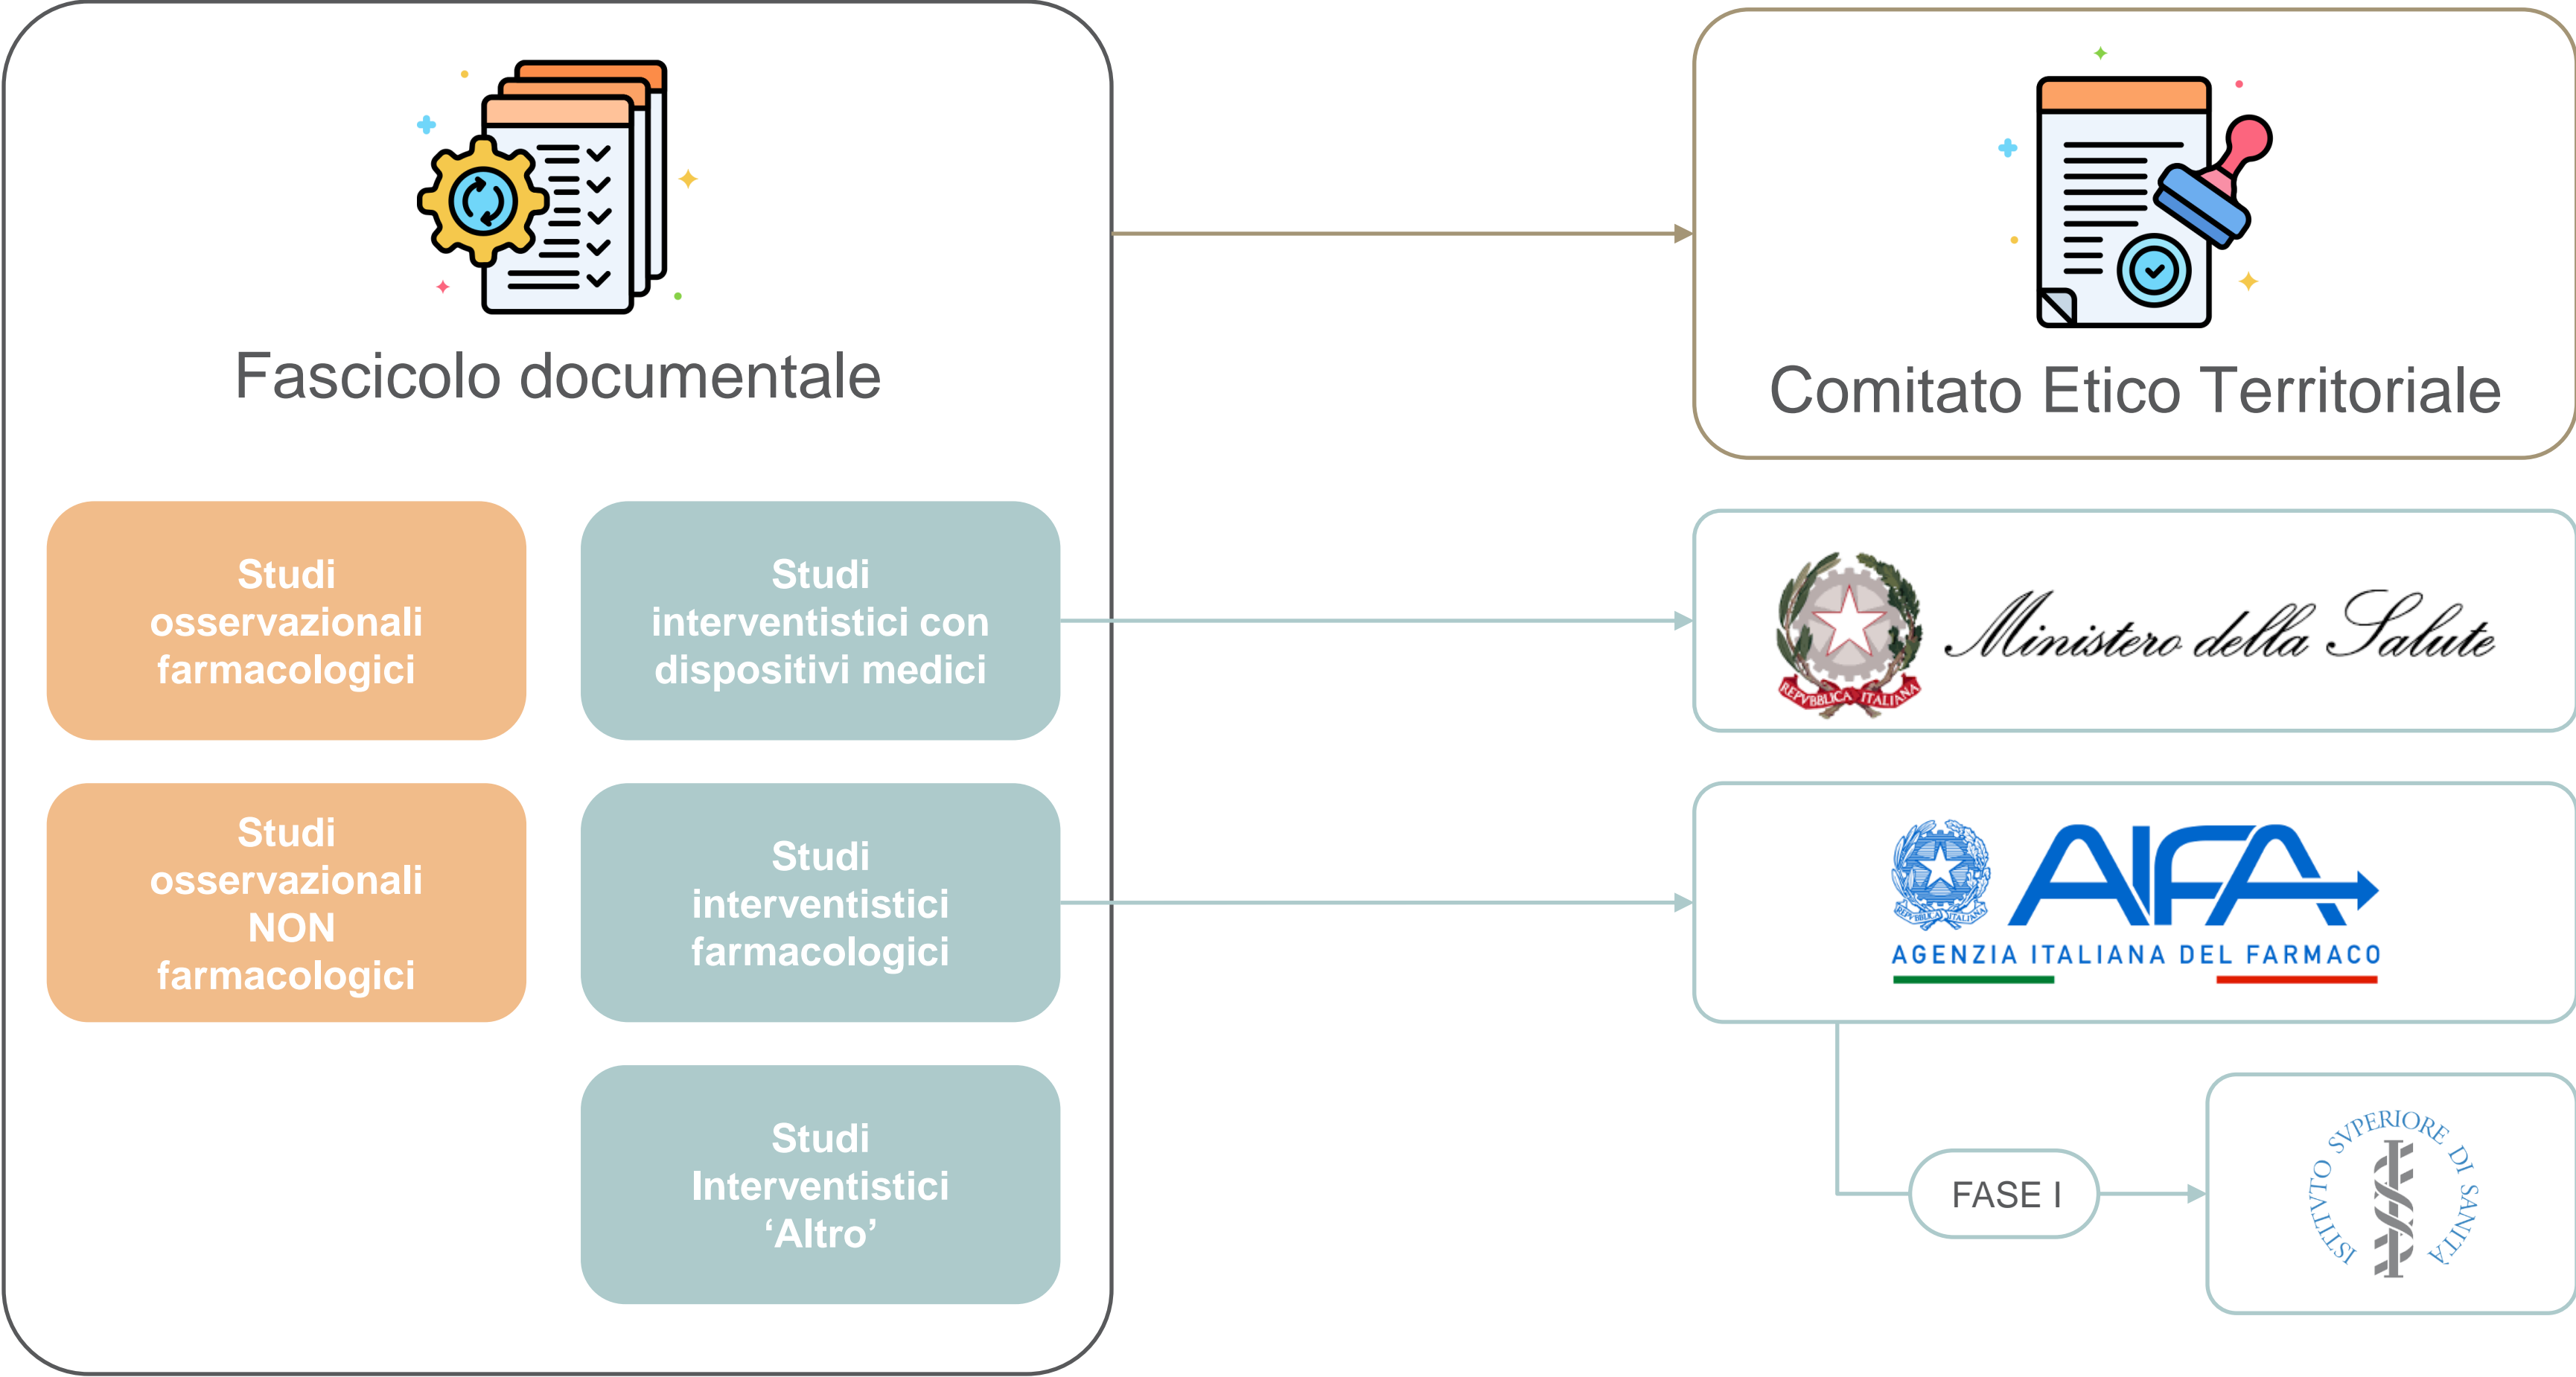 Fascicolo documentale
Comitato Etico Territoriale
Studi
osservazionali
farmacologici
Studi
interventistici con
dispositivi medici
REPVBBLICA ITALIANA
Ministero della Salute
Studi
osservazionali
NON
farmacologici
Studi
interventistici
farmacologici
REPVBBLICA ITALIANA
AIFA
AGENZIA ITALIANA DEL FARMACO
Studi
Interventistici
‘Altro’
FASE I
ISTITVTO SVPERIORE DI SANITÀ